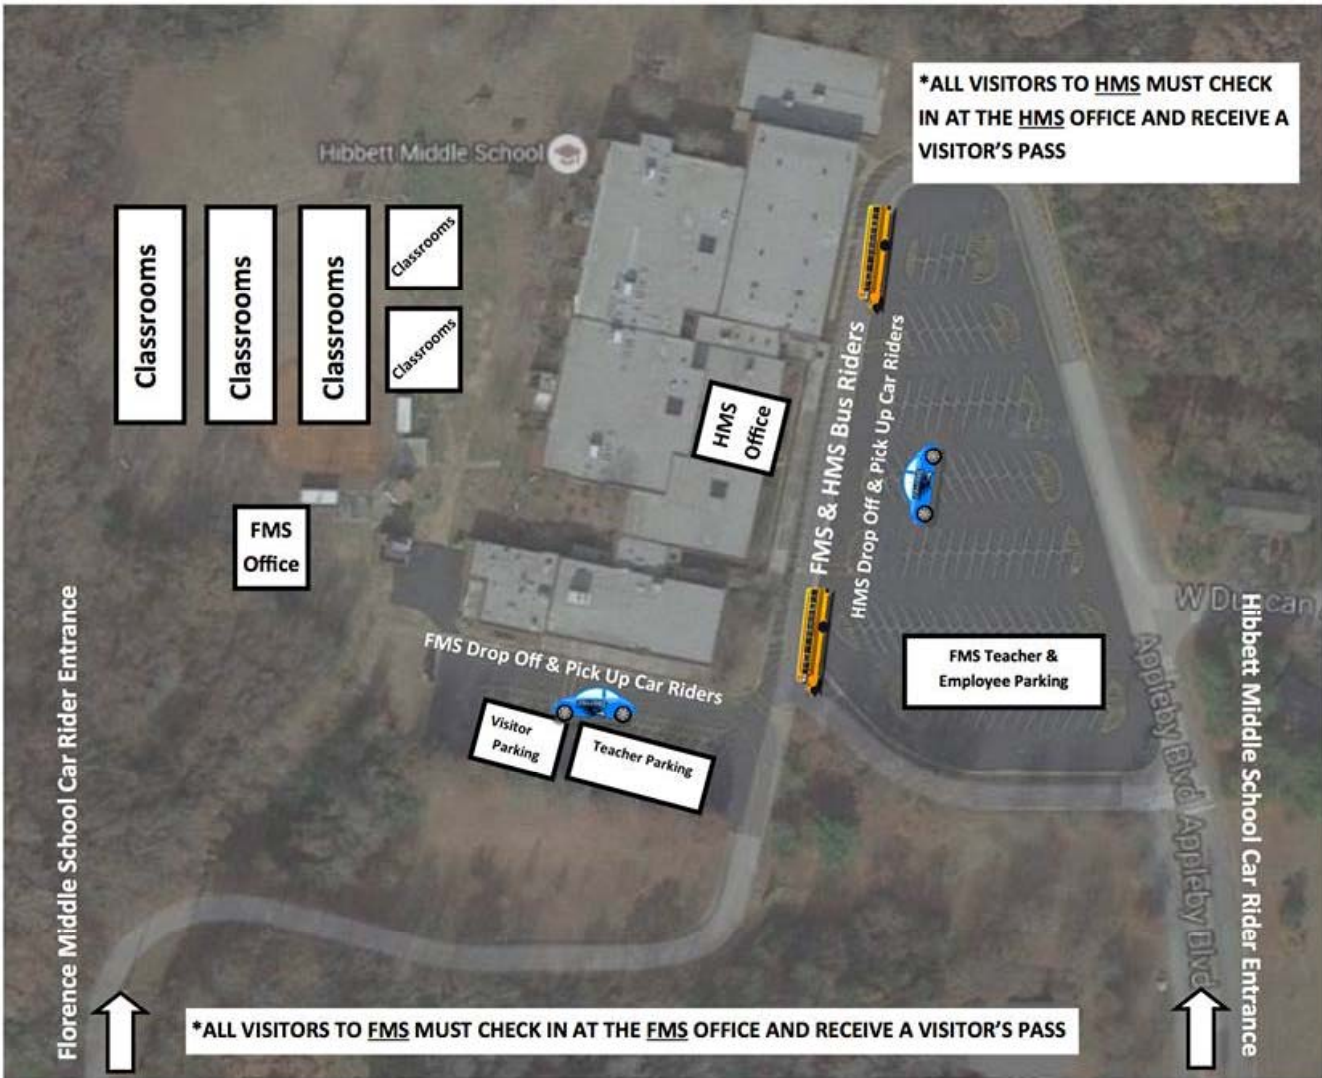 *ALL VISITORS TO HMS MUST CHECK
IN AT THE HMS OFFICE AND RECEIVE A
VISITOR'S PASS
Hibbett Middle School
Classrooms
Classrooms
Classrooms
Classrooms
Classrooms
HMS
Office
FMS & HMS Bus Riders
HMS Drop Off & Pick Up Car Riders
FMS
Office
FMS Drop Off & Pick Up Car Riders
Visitor
Parking
Teacher Parking
FMS Teacher &
Employee Parking
W Duncan
Appleby Blvd
Appleby Blvd
Florence Middle School Car Rider Entrance
Hibbett Middle School Car Rider Entrance
*ALL VISITORS TO FMS MUST CHECK IN AT THE FMS OFFICE AND RECEIVE A VISITOR'S PASS